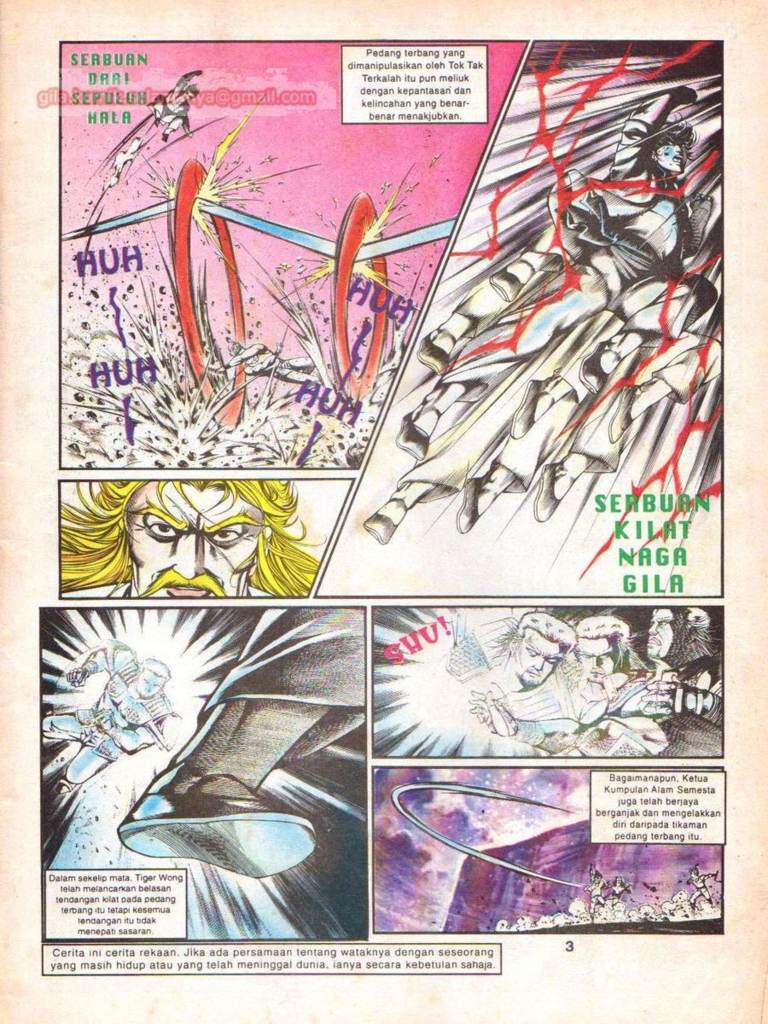 SERBUAN
DARI
SEPULUH
HALA
Pedang terbang yang
dimanipulasikan oleh Tok Tak
Terkalah itu pun meliuk
dengan kepantasan dan
kelincahan yang benar-
benar menakjubkan.
HUH
HUH
HUH
HUH
SERBUAN
KILAT
NAGA
GILA
SHU!
Dalam sekelip mata, Tiger Wong
telah melancarkan belasan
tendangan kilat pada pedang
terbang itu tetapi kesemua
tendangan itu tidak
menepati sasaran.
Bagaimanapun, Ketua
Kumpulan Alam Semesta
juga telah berjaya
berganjak dan mengelakkan
diri daripada tikaman
pedang terbang itu.
Cerita ini cerita rekaan. Jika ada persamaan tentang wataknya dengan seseorang
yang masih hidup atau yang telah meninggal dunia, ianya secara kebetulan sahaja.
3